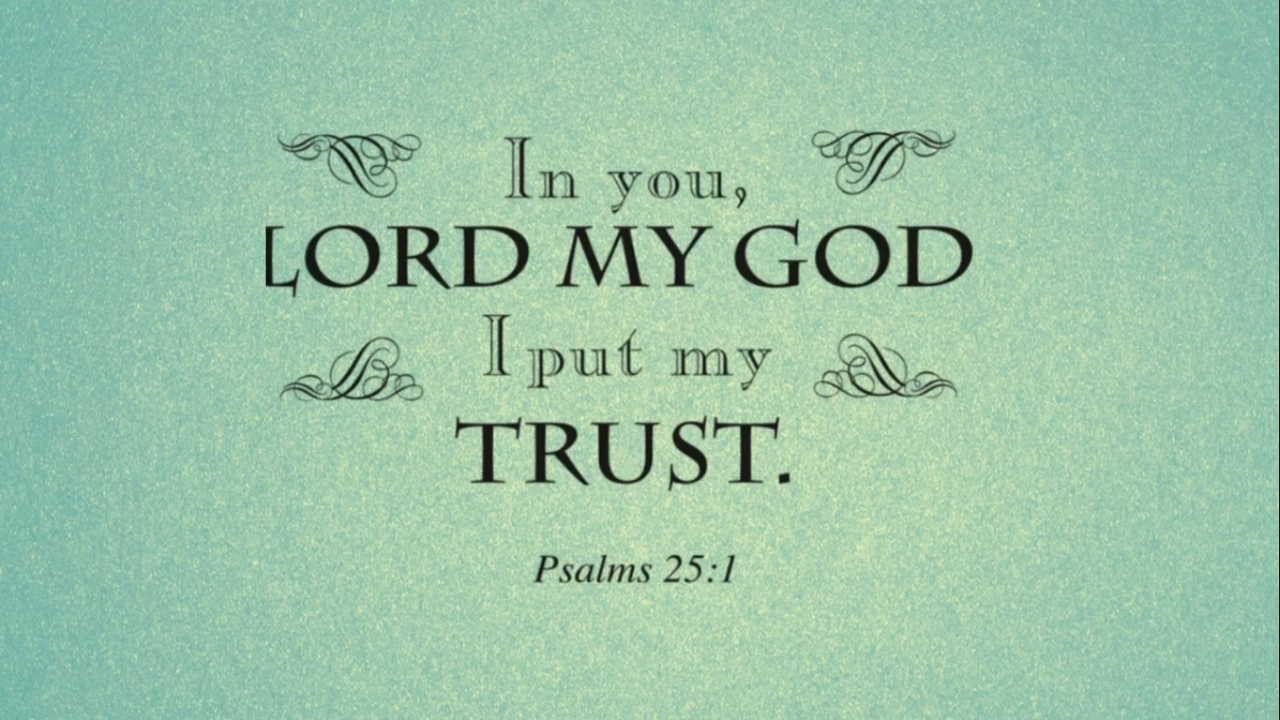 In you,
LORD MY GOD
I put my
TRUST.
Psalms 25:1